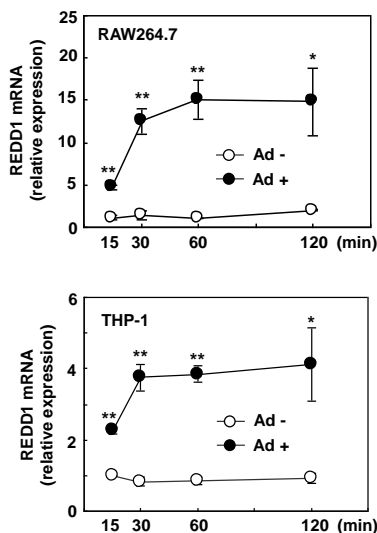 RAW264.7
REDD1 mRNA
(relative expression)
25
20
15
10
5
0
**
**
**
*
Ad -
Ad +
15 30 60 120 (min)
THP-1
REDD1 mRNA
(relative expression)
6
4
2
0
**
**
**
*
Ad -
Ad +
15 30 60 120 (min)